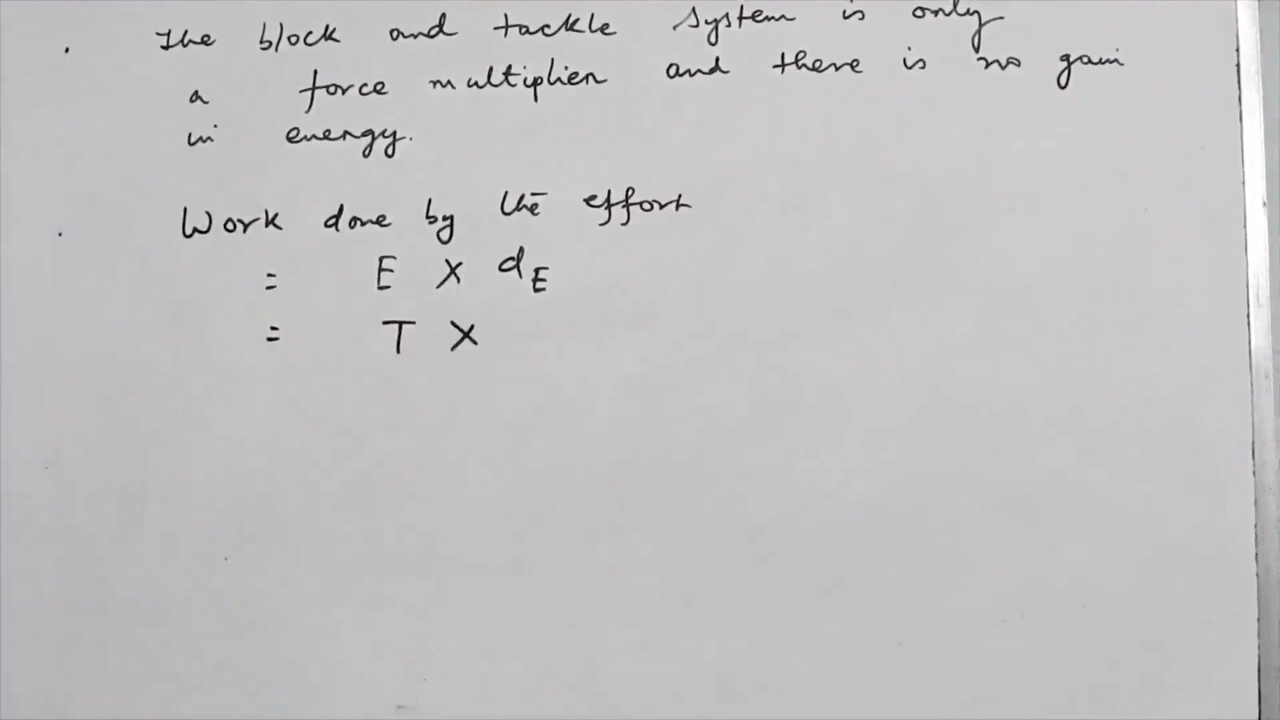 The block and tackle system is only
a force multiplier and there is no gain
in energy.
Work done by the effort
= E X dE
= T X